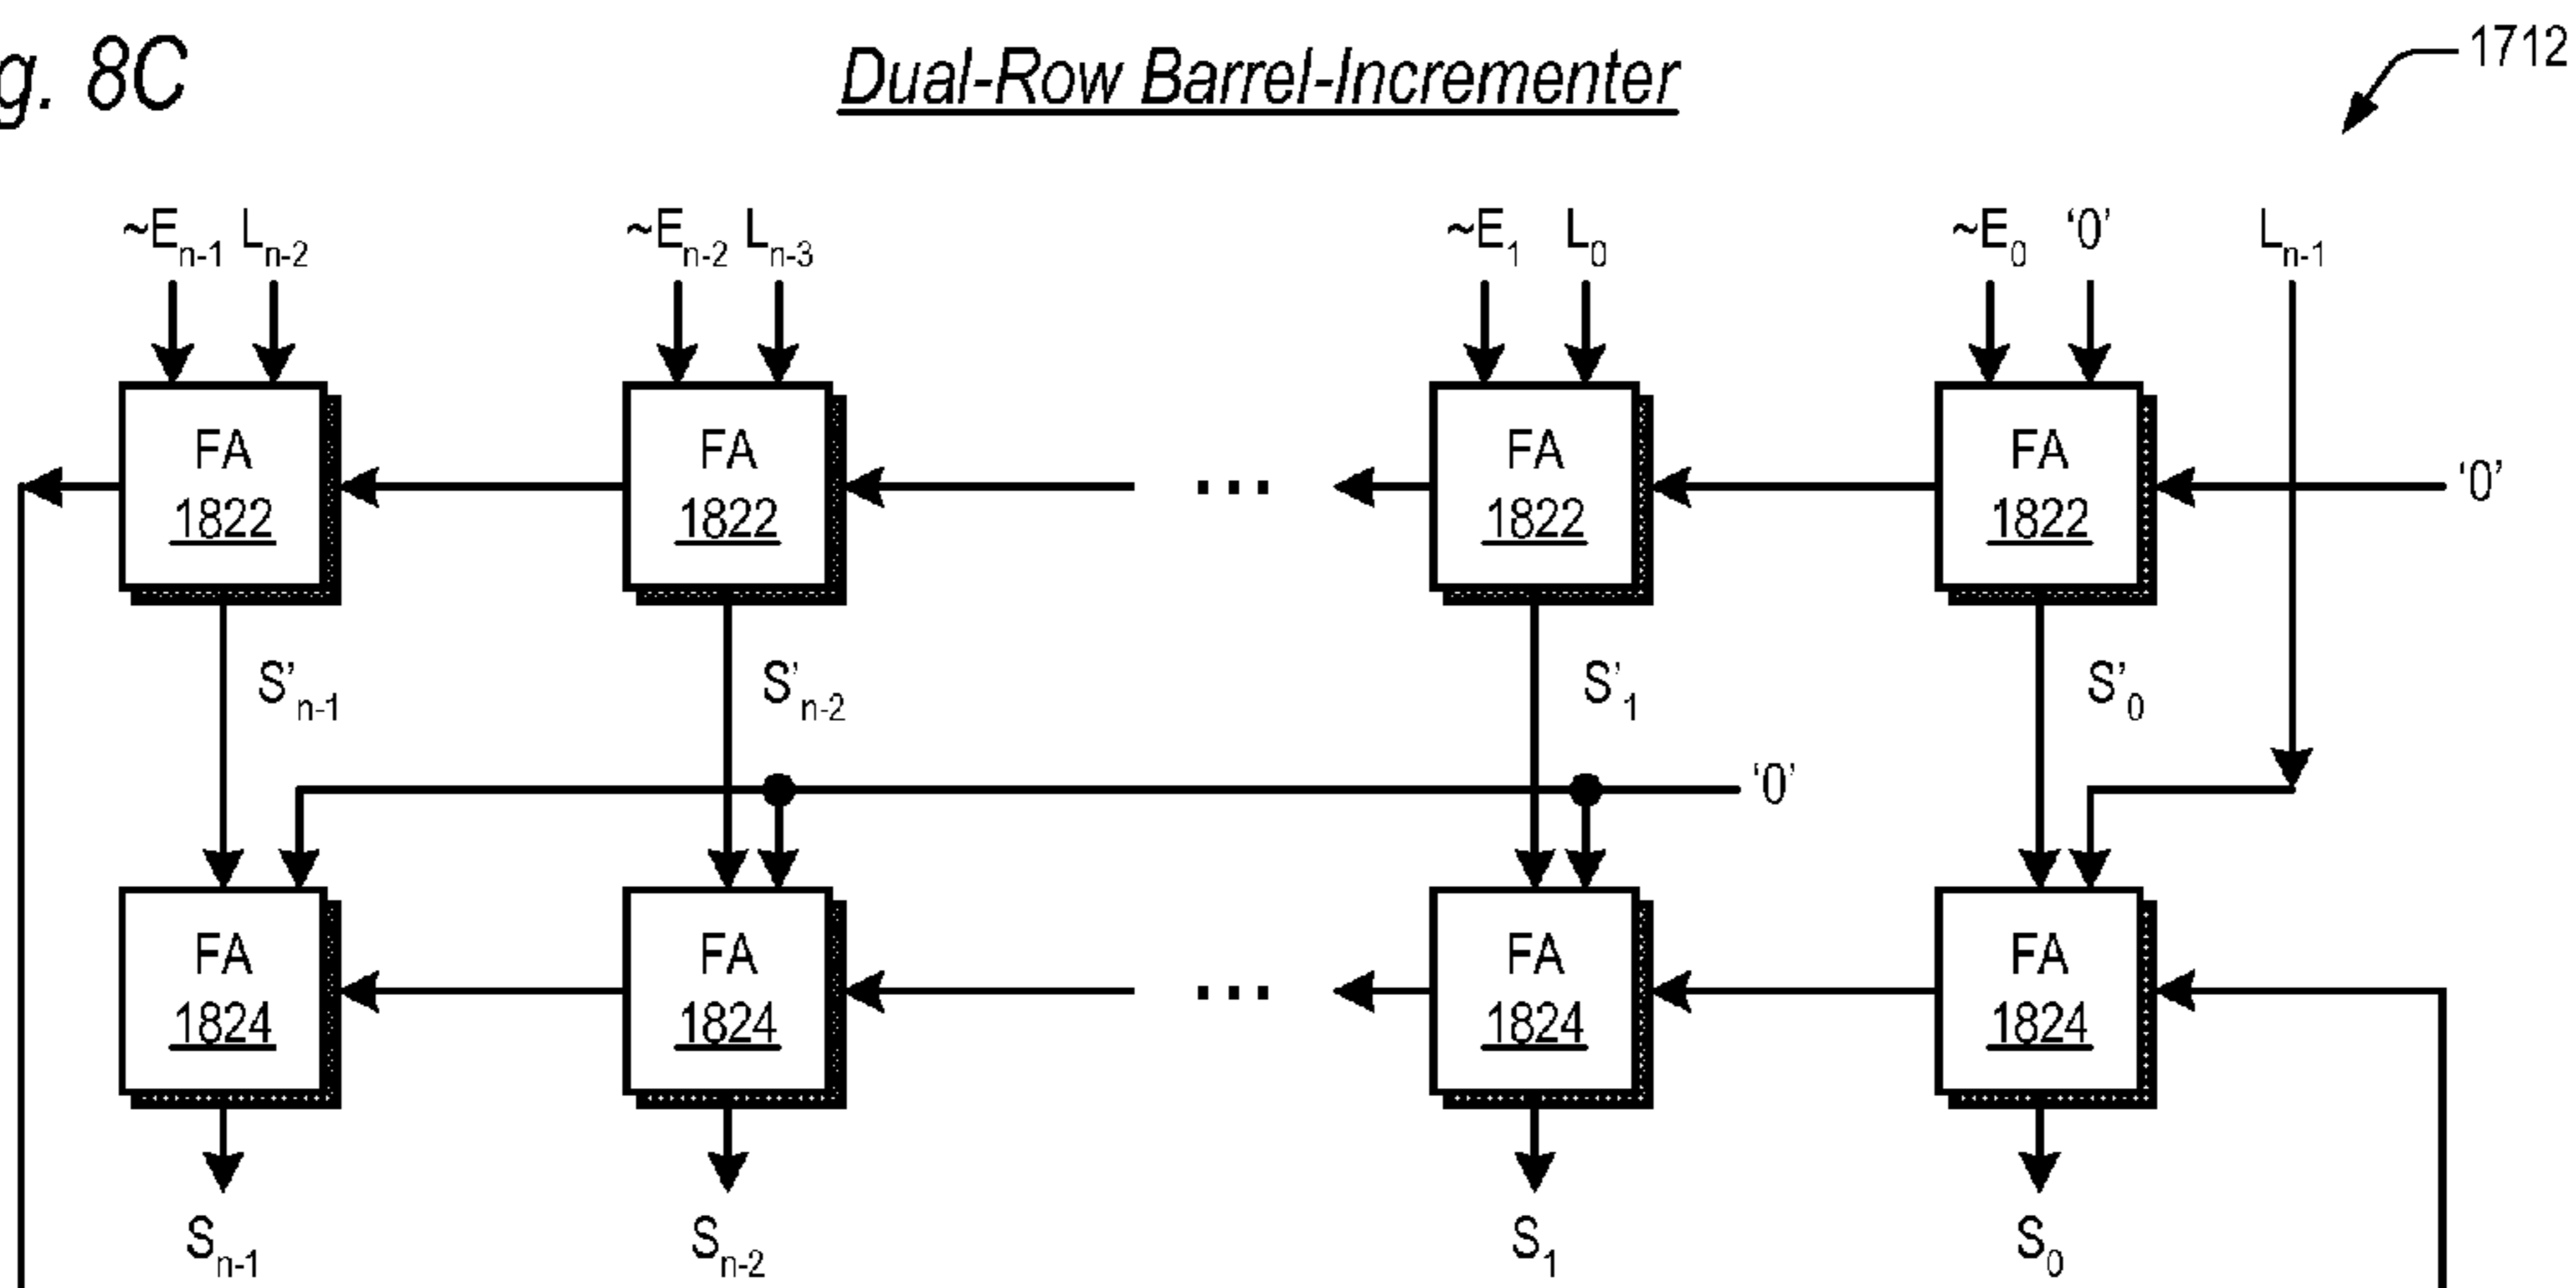 g. 8C
Dual-Row Barrel-Incrementer
1712
~Eₙ₋₁ Lₙ₋₂ ~Eₙ₋₂ Lₙ₋₃ ~E₁ L₀ ~E₀ ‘0’ Lₙ₋₁
FA FA FA FA
‘0’
1822 1822 ... 1822 1822
S’ₙ₋₁ S’ₙ₋₂ S’₁ S’₀
‘0’
FA FA FA FA
1824 1824 ... 1824 1824
Sₙ₋₁ Sₙ₋₂ S₁ S₀